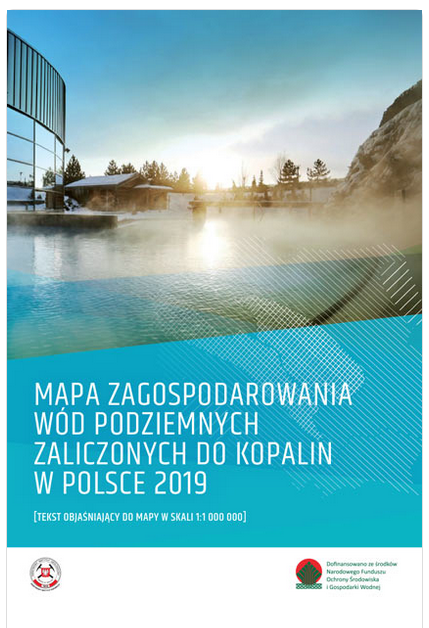 MAPA ZAGOSPODAROWANIA
WÓD PODZIEMNYCH
ZALICZONYCH DO KOPALIN
W POLSCE 2019
[TEKST OBJAŚNIAJĄCY DO MAPY W SKALI 1:1 000 000]
Dofinansowano ze środków
Narodowego Funduszu
Ochrony Środowiska
i Gospodarki Wodnej